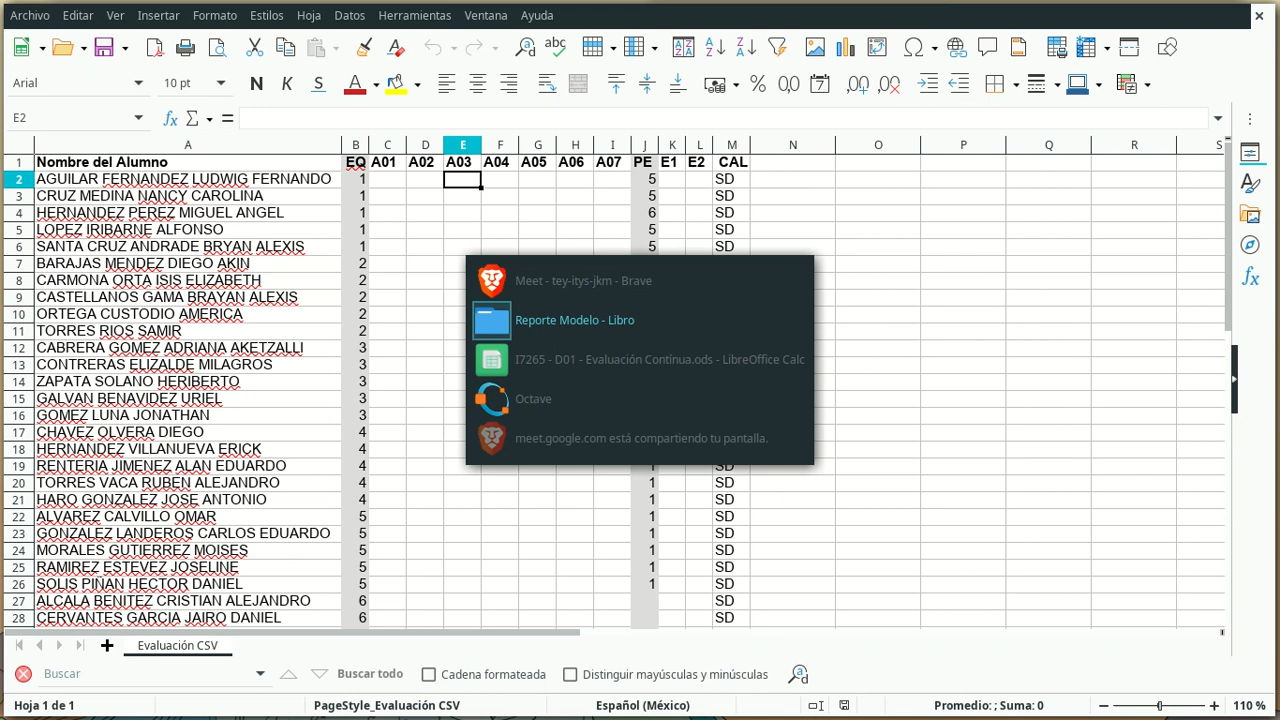 Archivo Editar Ver Insertar Formato Estilos Hoja Datos Herramientas Ventana Ayuda
Arial 10 pt N K S A
E2
A B C D E F G H I J K L M N O P Q R S
1 Nombre del Alumno EQ A01 A02 A03 A04 A05 A06 A07 PE E1 E2 CAL
2 AGUILAR FERNANDEZ LUDWIG FERNANDO 1 5 SD
3 CRUZ MEDINA NANCY CAROLINA 1 5 SD
4 HERNANDEZ PEREZ MIGUEL ANGEL 1 6 SD
5 LOPEZ IRIBARNE ALFONSO 1 5 SD
6 SANTA CRUZ ANDRADE BRYAN ALEXIS 1 5 SD
7 BARAJAS MENDEZ DIEGO AKIN 2
8 CARMONA ORTA ISIS ELIZABETH 2
9 CASTELLANOS GAMA BRAYAN ALEXIS 2
10 ORTEGA CUSTODIO AMERICA 2
11 TORRES RIOS SAMIR 2
12 CABRERA GOMEZ ADRIANA AKETZALLI 3
13 CONTRERAS ELIZALDE MILAGROS 3
14 ZAPATA SOLANO HERIBERTO 3
15 GALVAN BENAVIDEZ URIEL 3
16 GOMEZ LUNA JONATHAN 3
17 CHAVEZ OLVERA DIEGO 4
18 HERNANDEZ VILLANUEVA ERICK 4
19 RENTERIA JIMENEZ ALAN EDUARDO 4 1 SD
20 TORRES VACA RUBEN ALEJANDRO 4 1 SD
21 HARO GONZALEZ JOSE ANTONIO 4 1 SD
22 ALVAREZ CALVILLO OMAR 5 1 SD
23 GONZALEZ LANDEROS CARLOS EDUARDO 5 1 SD
24 MORALES GUTIERREZ MOISES 5 1 SD
25 RAMIREZ ESTEVEZ JOSELINE 5 1 SD
26 SOLIS PIÑAN HECTOR DANIEL 5 1 SD
27 ALCALA BENITEZ CRISTIAN ALEJANDRO 6 SD
28 CERVANTES GARCIA JAIRO DANIEL 6 SD
Meet - tey-itys-jkm - Brave
Reporte Modelo - Libro
I7265 - D01 - Evaluación Contínua.ods - LibreOffice Calc
Octave
meet.google.com está compartiendo tu pantalla.
Evaluación CSV
Buscar Buscar todo Cadena formateada Distinguir mayúsculas y minúsculas
Hoja 1 de 1 PageStyle_Evaluación CSV Español (México) Promedio: ; Suma: 0 110 %